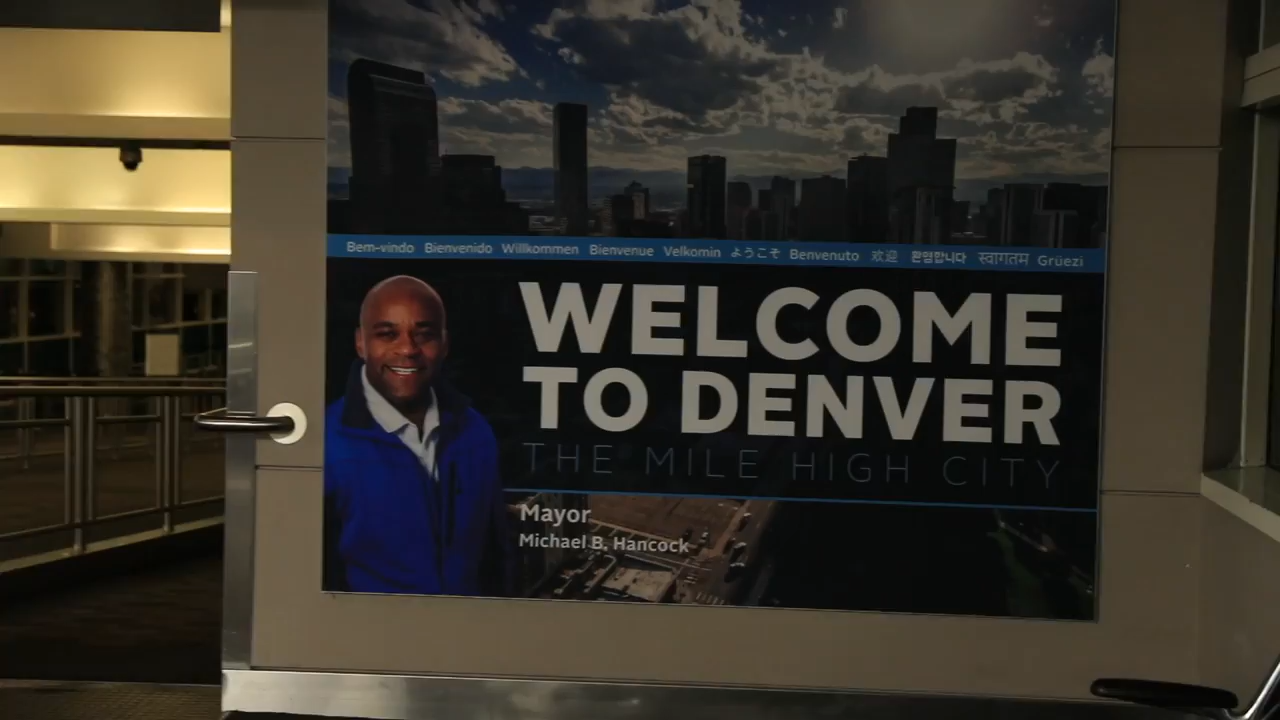 Bem-vindo Bienvenido Willkommen Bienvenue Velkomin ようこそ Benvenuto 欢迎 환영합니다 स्वागतम Grüezi
WELCOME
TO DENVER
THE MILE HIGH CITY
Mayor
Michael B. Hancock